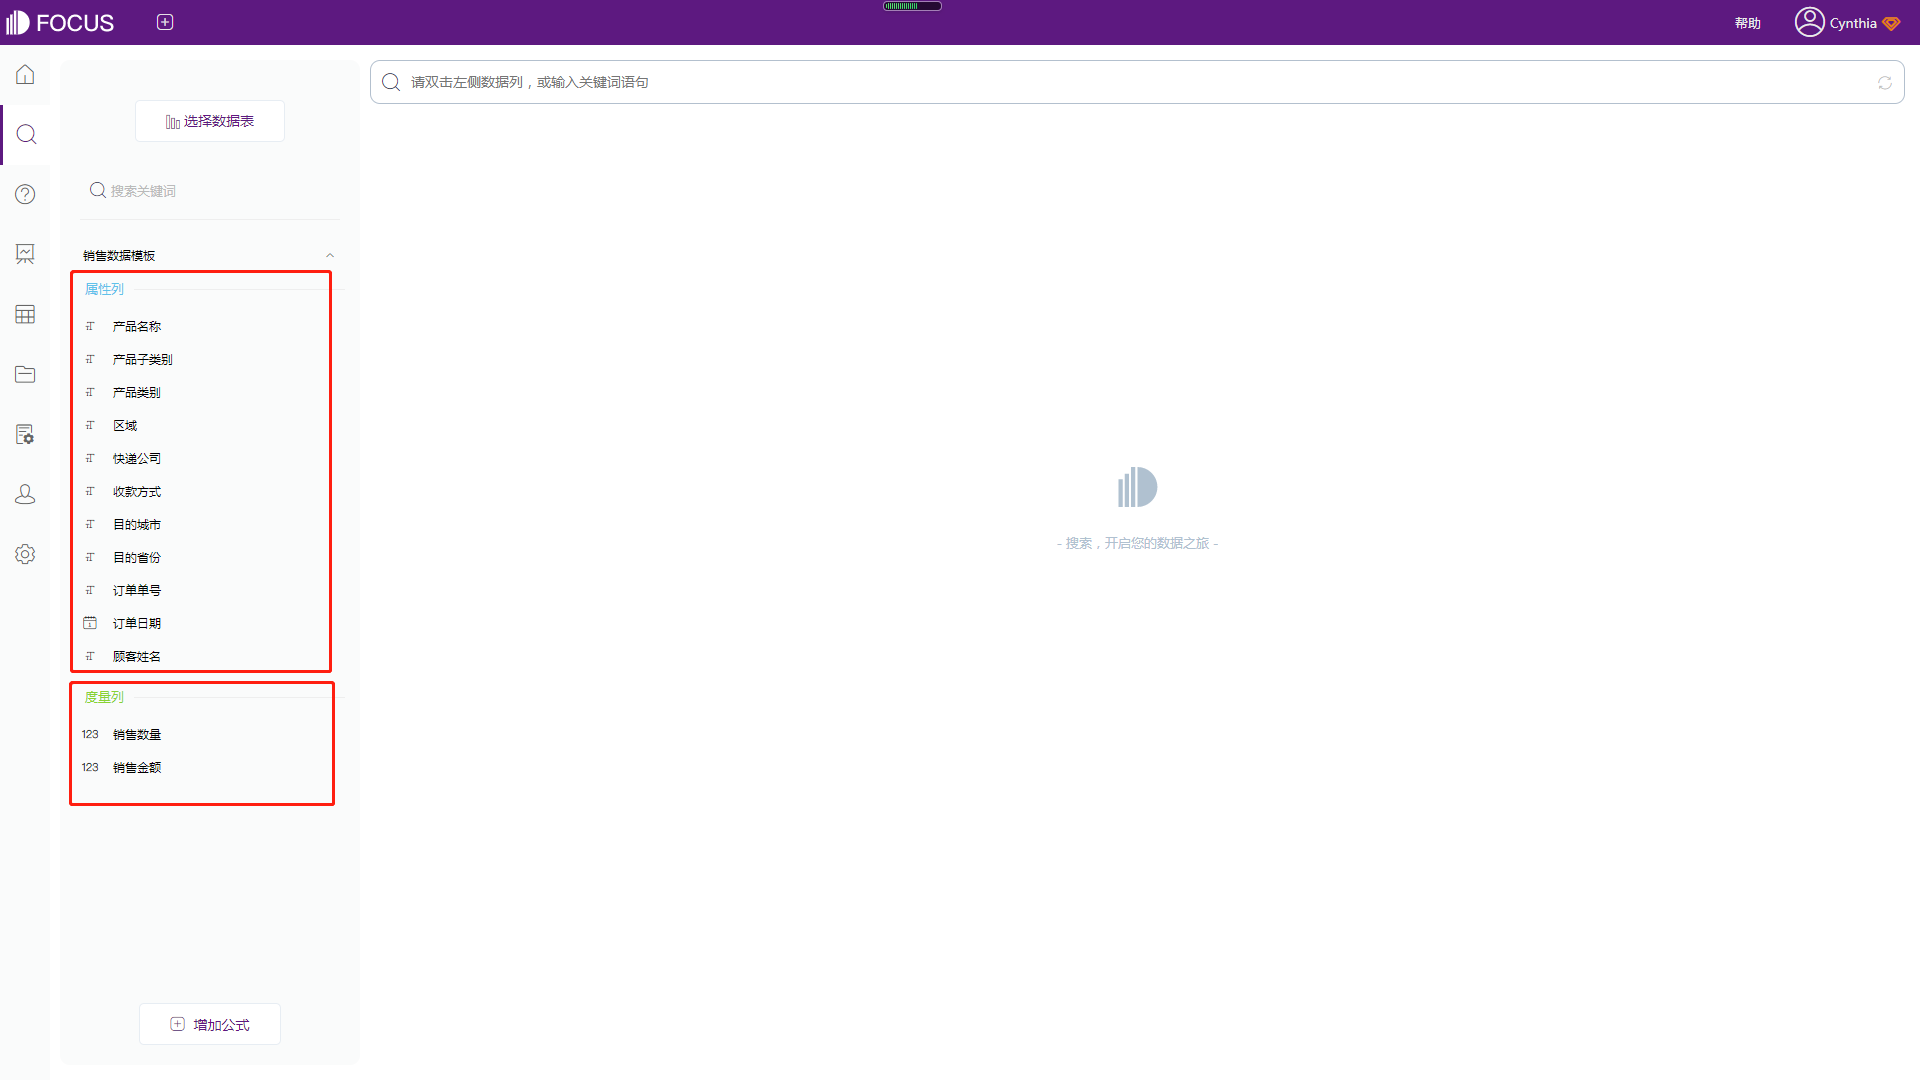 FOCUS
帮助
Cynthia
请双击左侧数据列，或输入关键词语句
选择数据表
搜索关键词
销售数据模板
属性列
产品名称
产品子类别
产品类别
区域
快递公司
收款方式
目的城市
目的省份
订单单号
订单日期
顾客姓名
度量列
123 销售数量
123 销售金额
- 搜索，开启您的数据之旅 -
增加公式